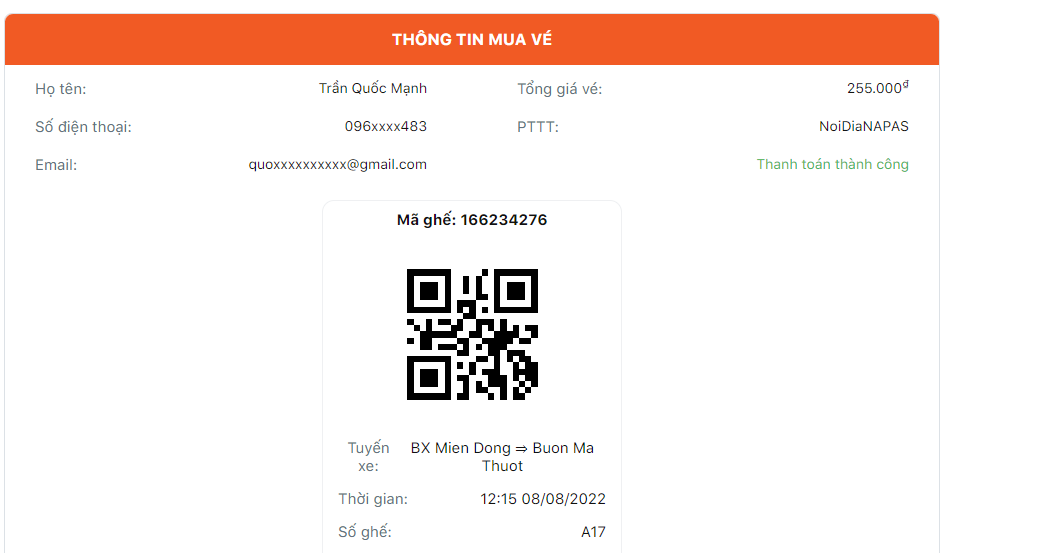 THÔNG TIN MUA VÉ
Họ tên: Trần Quốc Mạnh Tổng giá vé: 255.000₫
Số điện thoại: 096xxxx483 PTTT: NoiDiaNAPAS
Email: quoxxxxxxxxxx@gmail.com Thanh toán thành công
Mã ghế: 166234276
Tuyến xe: BX Mien Dong ⇒ Buon Ma Thuot
Thời gian: 12:15 08/08/2022
Số ghế: A17